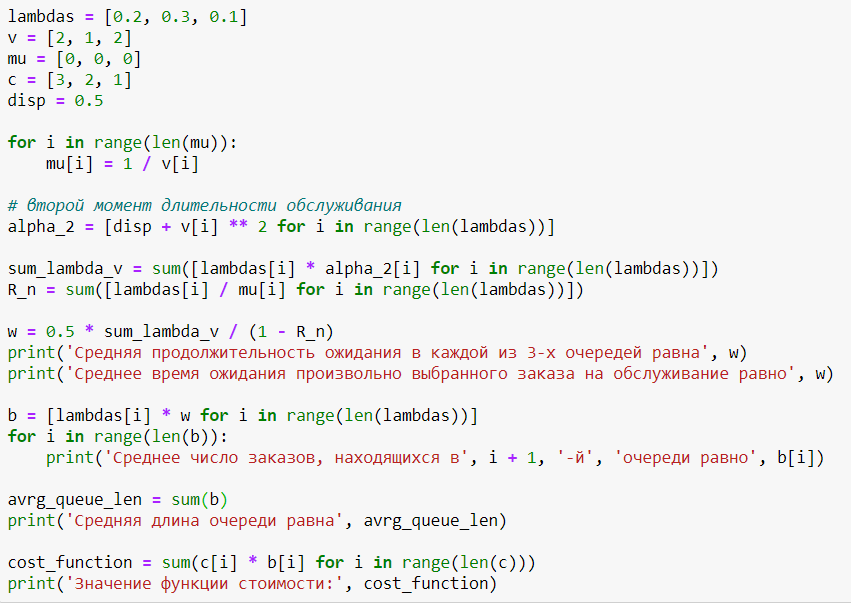 lambdas = [0.2, 0.3, 0.1]
v = [2, 1, 2]
mu = [0, 0, 0]
c = [3, 2, 1]
disp = 0.5
for i in range(len(mu)):
    mu[i] = 1 / v[i]
# второй момент длительности обслуживания
alpha_2 = [disp + v[i] ** 2 for i in range(len(lambdas))]
sum_lambda_v = sum([lambdas[i] * alpha_2[i] for i in range(len(lambdas))])
R_n = sum([lambdas[i] / mu[i] for i in range(len(lambdas))])
w = 0.5 * sum_lambda_v / (1 - R_n)
print('Средняя продолжительность ожидания в каждой из 3-х очередей равна', w)
print('Среднее время ожидания произвольно выбранного заказа на обслуживание равно', w)
b = [lambdas[i] * w for i in range(len(lambdas))]
for i in range(len(b)):
    print('Среднее число заказов, находящихся в', i + 1, '-й', 'очереди равно', b[i])
avrg_queue_len = sum(b)
print('Средняя длина очереди равна', avrg_queue_len)
cost_function = sum(c[i] * b[i] for i in range(len(c)))
print('Значение функции стоимости:', cost_function)